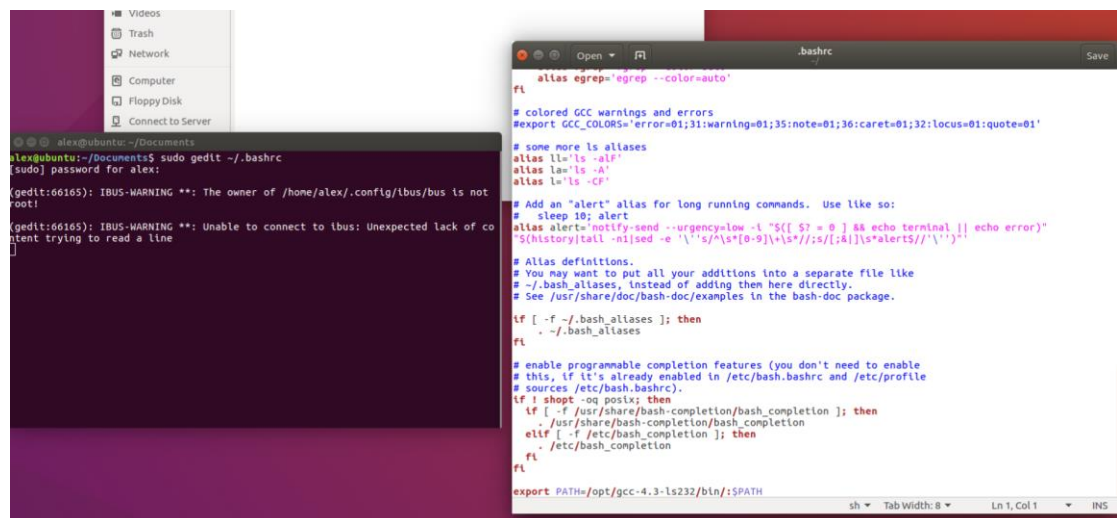 Videos
Trash
Network
Computer
Floppy Disk
Connect to Server
alex@ubuntu: ~/Documents
alex@ubuntu:~/Documents$ sudo gedit ~/.bashrc
[sudo] password for alex:
(gedit:66165): IBUS-WARNING **: The owner of /home/alex/.config/ibus/bus is not
root!
(gedit:66165): IBUS-WARNING **: Unable to connect to ibus: Unexpected lack of co
ntent trying to read a line
Open
.bashrc
~/
Save
alias egrep='egrep --color=auto'
fi
# colored GCC warnings and errors
#export GCC_COLORS='error=01;31:warning=01;35:note=01;36:caret=01;32:locus=01:quote=01'
# some more ls aliases
alias ll='ls -alF'
alias la='ls -A'
alias l='ls -CF'
# Add an "alert" alias for long running commands.  Use like so:
#   sleep 10; alert
alias alert='notify-send --urgency=low -i "$([ $? = 0 ] && echo terminal || echo error)"
"$(history|tail -n1|sed -e '\''s/^\s*[0-9]\+\s*//;s/[;&|]\s*alert$//'\'')"'
# Alias definitions.
# You may want to put all your additions into a separate file like
# ~/.bash_aliases, instead of adding them here directly.
# See /usr/share/doc/bash-doc/examples in the bash-doc package.
if [ -f ~/.bash_aliases ]; then
. ~/.bash_aliases
fi
# enable programmable completion features (you don't need to enable
# this, if it's already enabled in /etc/bash.bashrc and /etc/profile
# sources /etc/bash.bashrc).
if ! shopt -oq posix; then
if [ -f /usr/share/bash-completion/bash_completion ]; then
. /usr/share/bash-completion/bash_completion
elif [ -f /etc/bash_completion ]; then
. /etc/bash_completion
fi
fi
export PATH=/opt/gcc-4.3-ls232/bin/:$PATH
sh Tab Width: 8 Ln 1, Col 1 INS